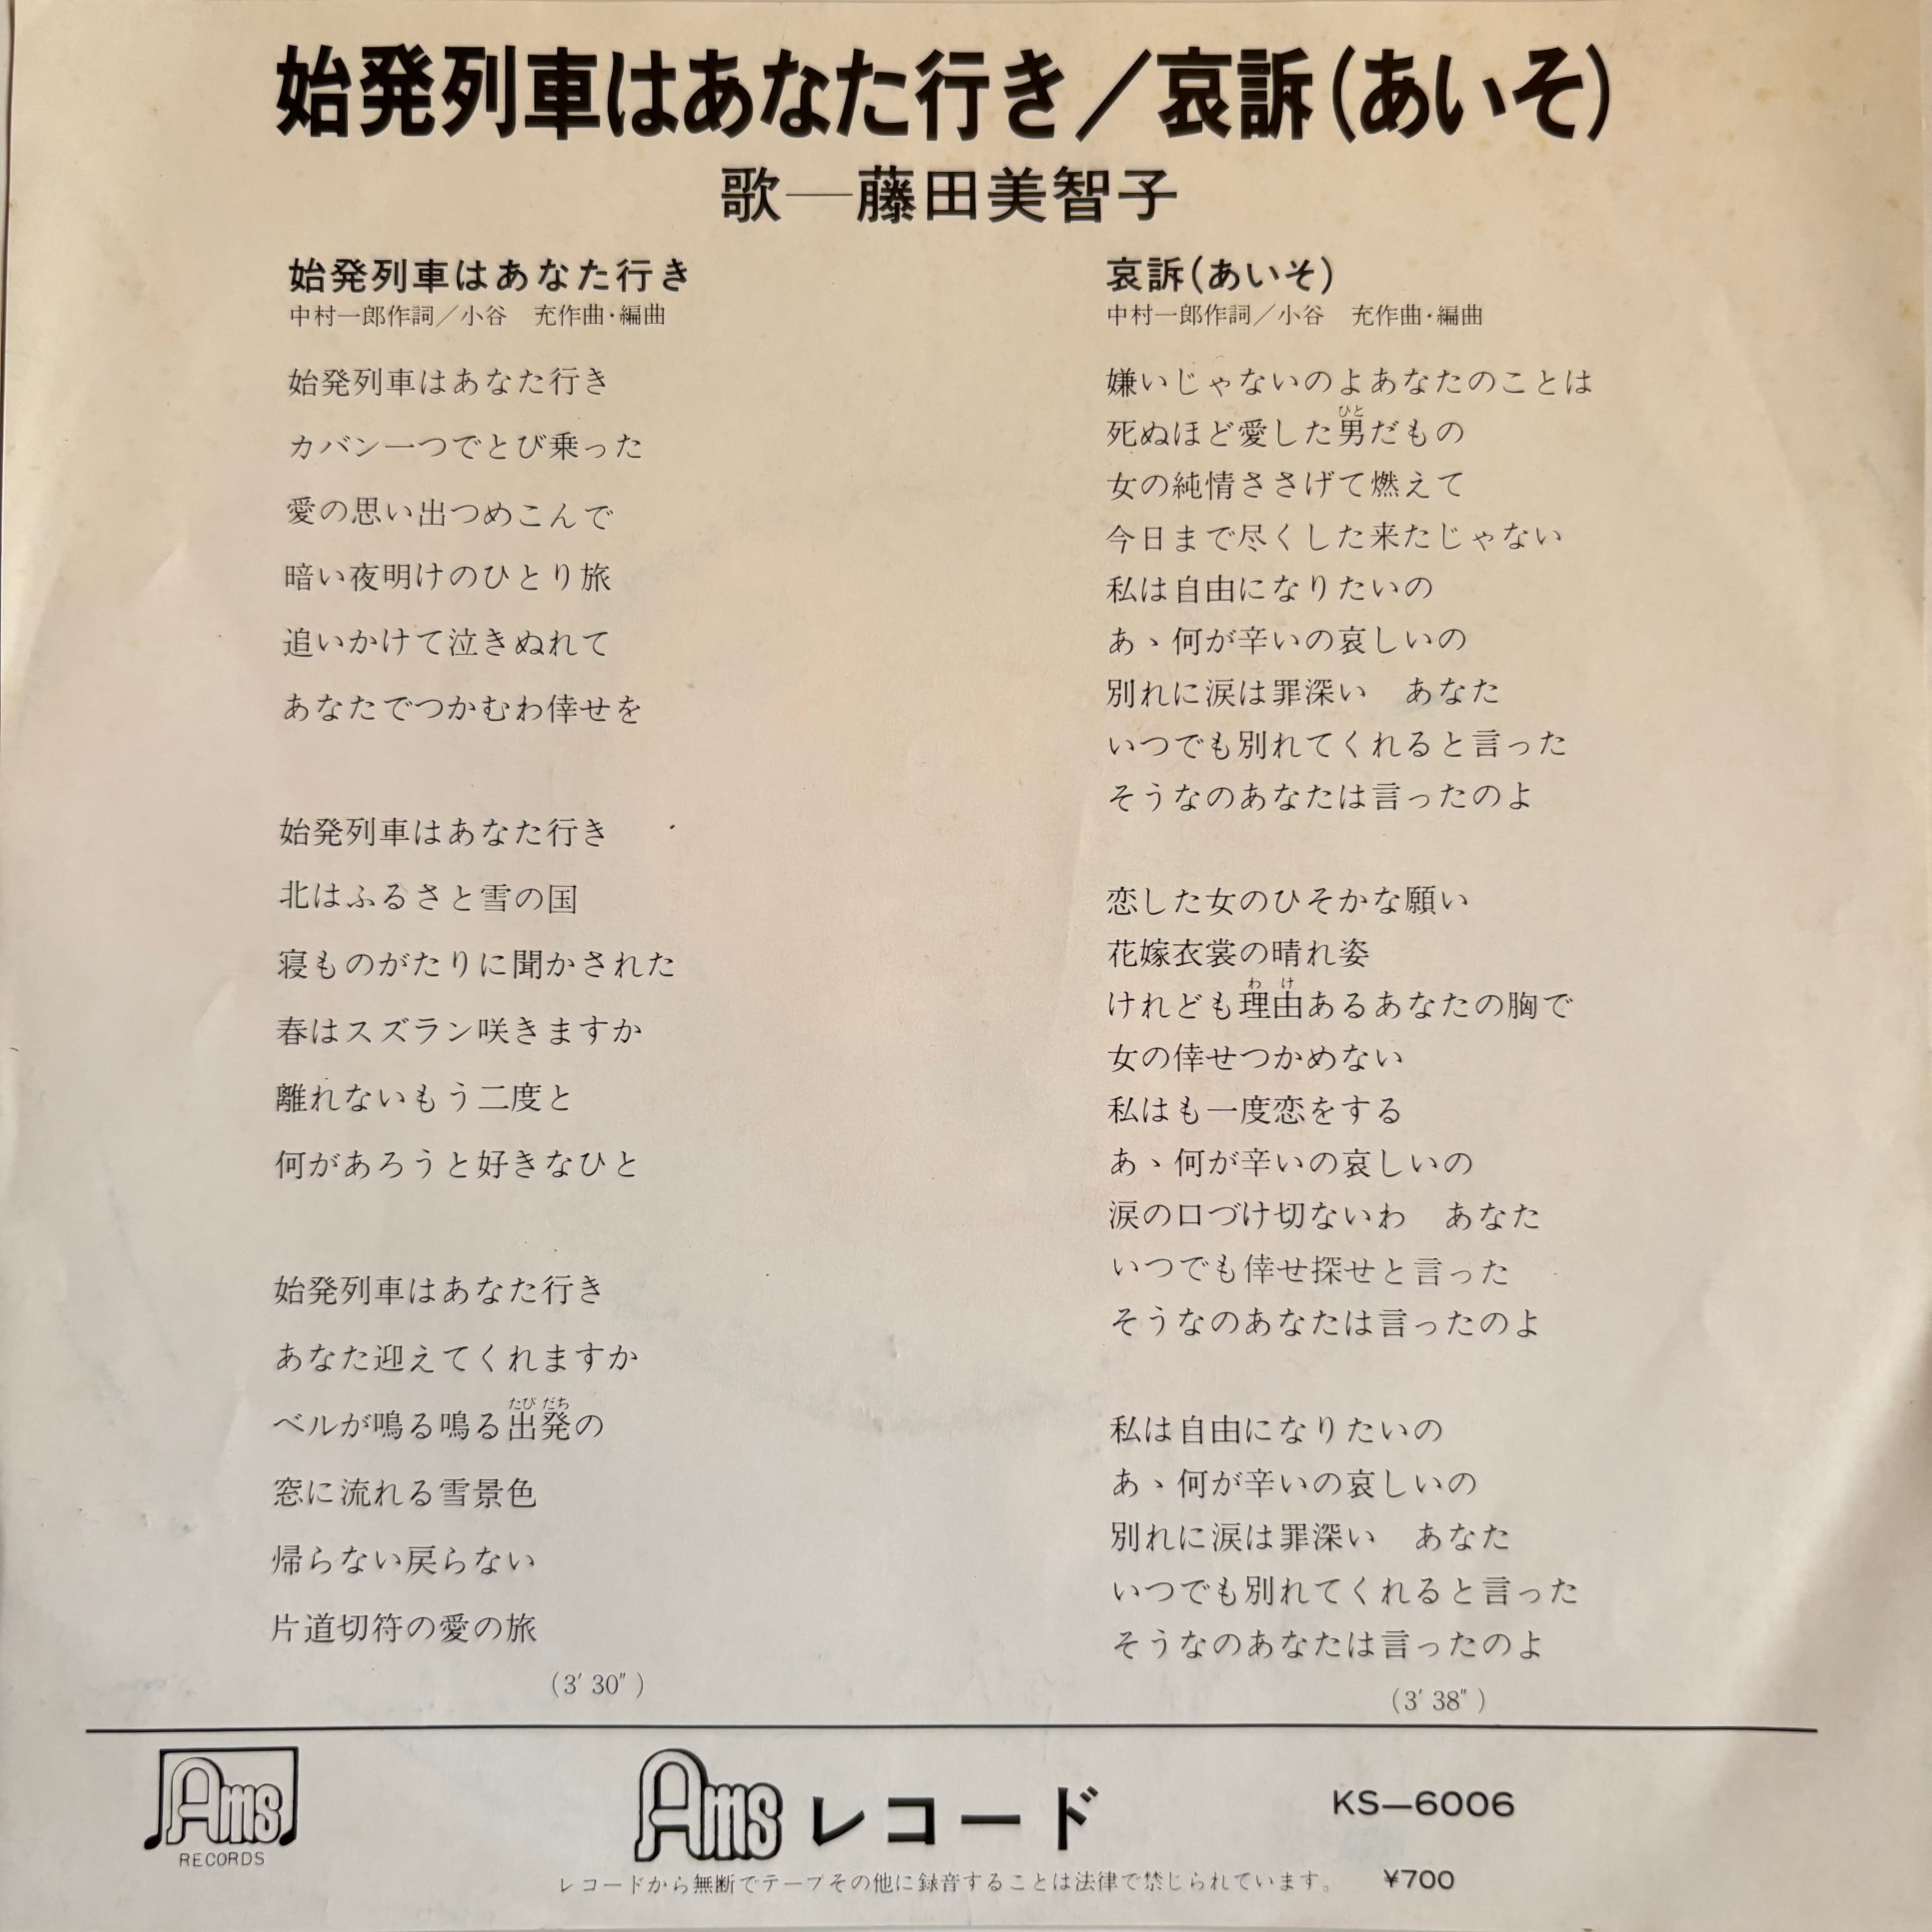 始発列車はあなた行き／哀訴(あいそ)
歌―藤田美智子
始発列車はあなた行き
中村一郎作詞／小谷　充作曲・編曲
始発列車はあなた行き
カバン一つでとび乗った
愛の思い出つめこんで
暗い夜明けのひとり旅
追いかけて泣きぬれて
あなたでつかむわ倖せを
始発列車はあなた行き
北はふるさと雪の国
寝ものがたりに聞かされた
春はスズラン咲きますか
離れないもう二度と
何があろうと好きなひと
始発列車はあなた行き
あなた迎えてくれますか
たび だち
ベルが鳴る鳴る出発の
窓に流れる雪景色
帰らない戻らない
片道切符の愛の旅
(3′30″)
哀訴(あいそ)
中村一郎作詞／小谷　充作曲・編曲
嫌いじゃないのよあなたのことは
ひと
死ぬほど愛した男だもの
女の純情ささげて燃えて
今日まで尽くした来たじゃない
私は自由になりたいの
あゝ何が辛いの哀しいの
別れに涙は罪深い　あなた
いつでも別れてくれると言った
そうなのあなたは言ったのよ
恋した女のひそかな願い
花嫁衣裳の晴れ姿
わ け
けれども理由あるあなたの胸で
女の倖せつかめない
私はも一度恋をする
あゝ何が辛いの哀しいの
涙の口づけ切ないわ　あなた
いつでも倖せ探せと言った
そうなのあなたは言ったのよ
私は自由になりたいの
あゝ何が辛いの哀しいの
別れに涙は罪深い　あなた
いつでも別れてくれると言った
そうなのあなたは言ったのよ
(3′38″)
Ams
RECORDS
Ams レコード
KS—6006
レコードから無断でテープその他に録音することは法律で禁じられています。
¥700